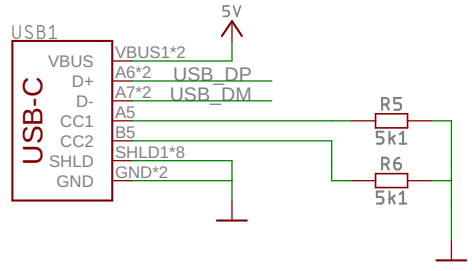 5V
USB1
VBUS VBUS1*2
D+ A6*2 USB_DP
D- A7*2 USB_DM
CC1 A5
CC2 B5
SHLD SHLD1*8
GND GND*2
USB-C
R5
5k1
R6
5k1